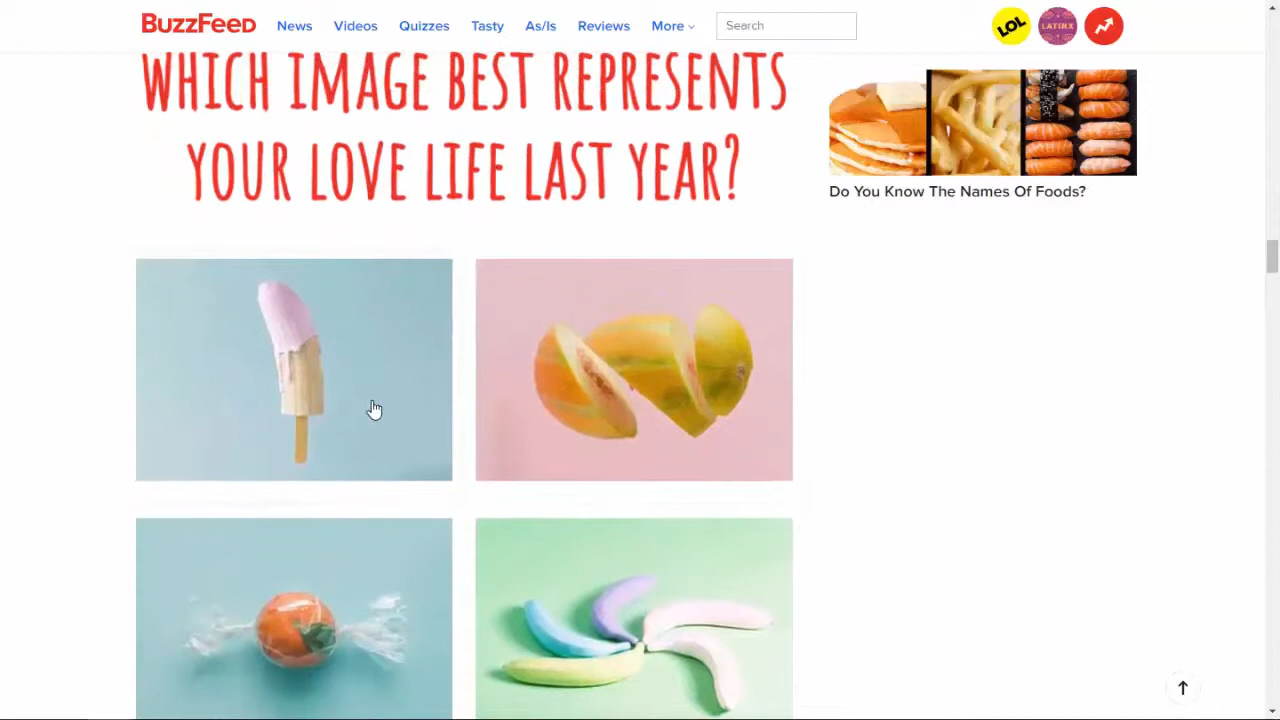 BuzzFeed News Videos Quizzes Tasty As/Is Reviews More Search LOL LATINX
WHICH IMAGE BEST REPRESENTS
YOUR LOVE LIFE LAST YEAR?
Do You Know The Names Of Foods?